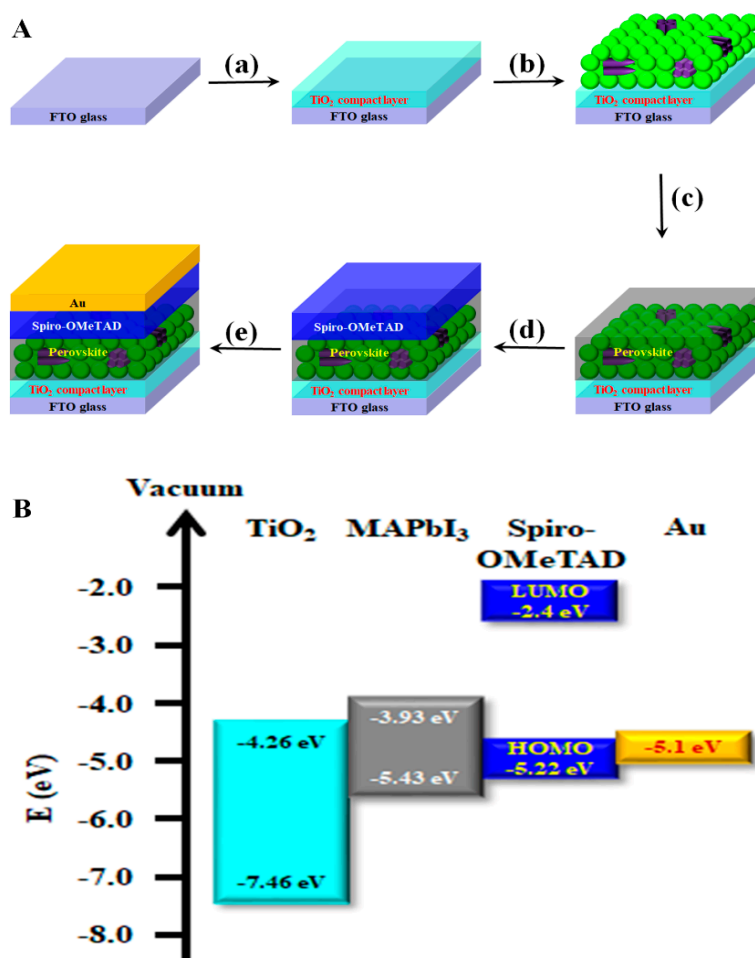 A
(a)
(b)
FTO glass
TiO₂ compact layer
FTO glass
TiO₂ compact layer
FTO glass
(c)
Au
Spiro-OMeTAD
Perovskite
TiO₂ compact layer
FTO glass
(e)
Spiro-OMeTAD
Perovskite
TiO₂ compact layer
FTO glass
(d)
Perovskite
TiO₂ compact layer
FTO glass
B
Vacuum
TiO₂
MAPbI₃
Spiro-
OMeTAD
Au
E (eV)
-2.0
-3.0
-4.0
-5.0
-6.0
-7.0
-8.0
-4.26 eV
-7.46 eV
-3.93 eV
-5.43 eV
LUMO
-2.4 eV
HOMO
-5.22 eV
-5.1 eV